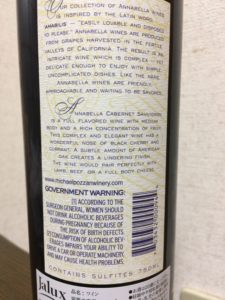 Our collection of Annabella wines
is inspired by the Latin word
amabilis - "easily lovable and disposed
to please." Annabella wines are produced
from grapes harvested in the fertile
valleys of California. The result is an
intricate wine which is complex - yet
delicate enough to enjoy with simple
uncomplicated dishes. Like the name,
Annabella wines are friendly,
approachable and waiting to be savored.
Annabella Cabernet Sauvignon
is a full flavored wine with medium
body and a rich concentration of fruit.
This complex and elegant wine has a
wonderful nose of black cherry and
currant. A subtle amount of American
oak creates a lingering finish.
The wine would pair perfectly with
lamb, beef, or a full body cheese.
www.michaelpozzanwinery.com
GOVERNMENT WARNING:
(1) ACCORDING TO THE
SURGEON GENERAL, WOMEN SHOULD
NOT DRINK ALCOHOLIC BEVERAGES
DURING PREGNANCY BECAUSE OF
THE RISK OF BIRTH DEFECTS.
(2) CONSUMPTION OF ALCOHOLIC BEV-
ERAGES IMPAIRS YOUR ABILITY TO
DRIVE A CAR OR OPERATE MACHINERY,
AND MAY CAUSE HEALTH PROBLEMS.
CONTAINS SULFITES 750ML
Jalux
品名：ワイン